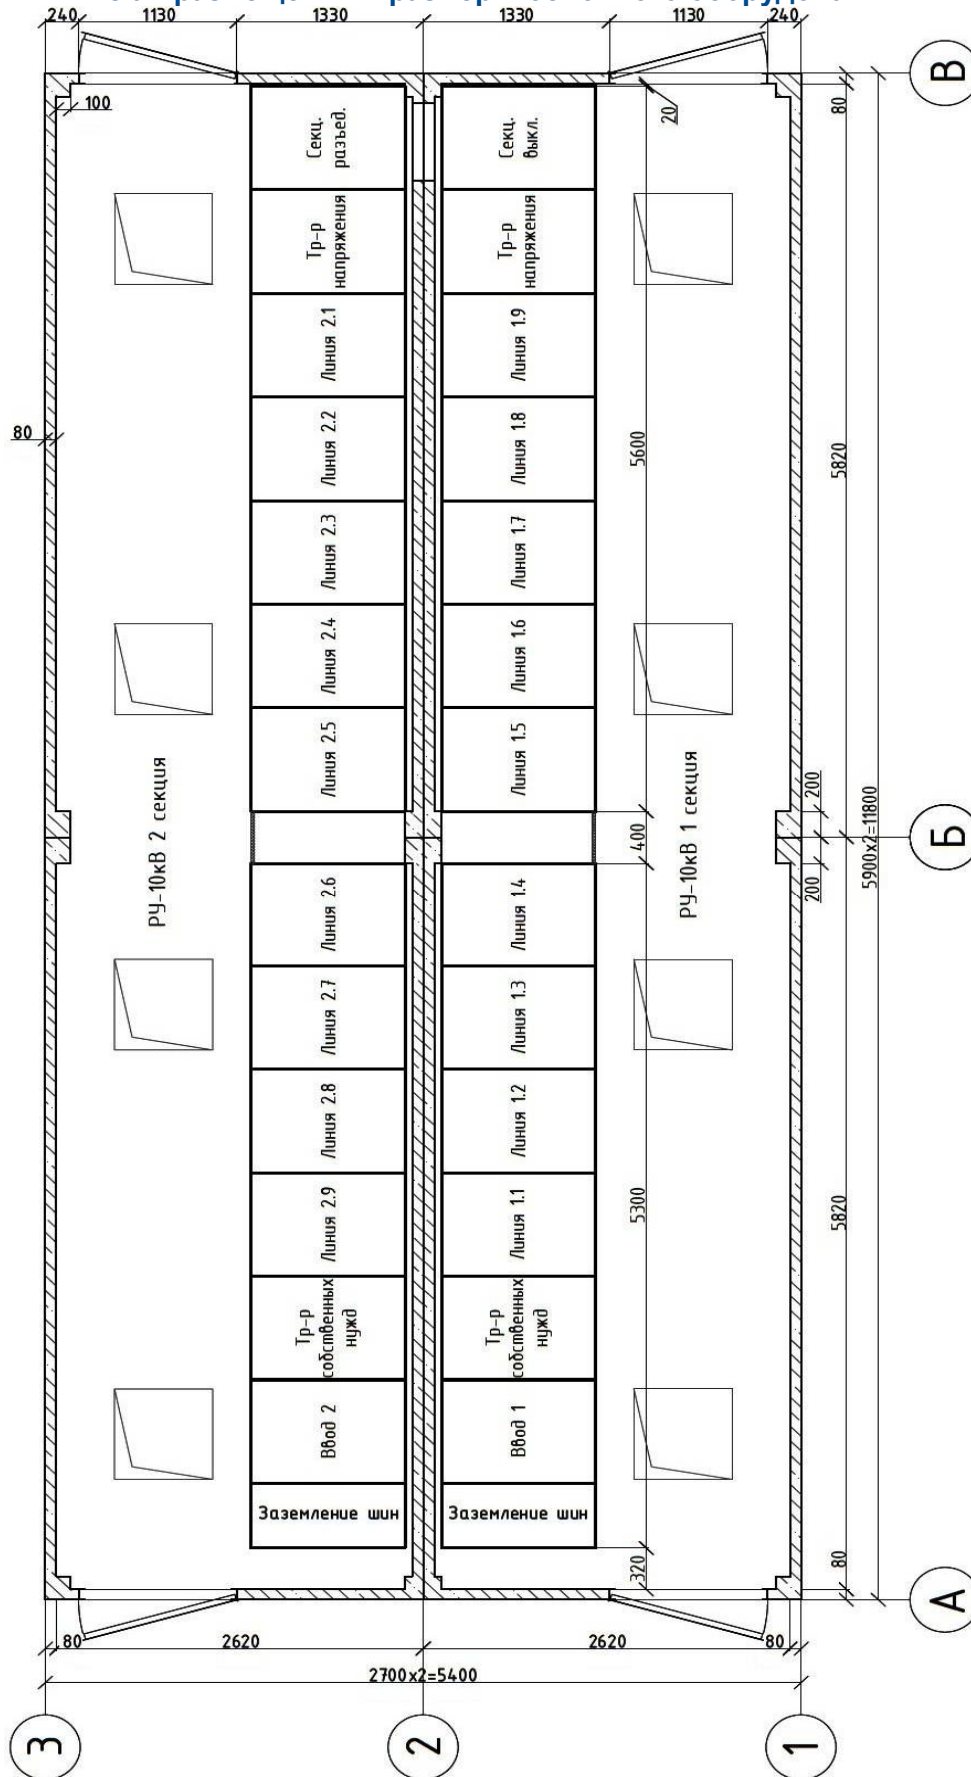 240
1130
1330
1330
1130
240
В
100
20
80
Секц.
разъед.
Секц.
выкл.
Тр-р
напряжения
Тр-р
напряжения
Линия 2.1
Линия 1.9
80
Линия 2.2
Линия 1.8
5600
5820
Линия 2.3
Линия 1.7
Линия 2.4
Линия 1.6
Линия 2.5
Линия 1.5
РУ-10кВ 2 секция
РУ-10кВ 1 секция
400
200
200
5900х2=11800
Б
Линия 2.6
Линия 1.4
Линия 2.7
Линия 1.3
Линия 2.8
Линия 1.2
Линия 2.9
Линия 1.1
5300
5820
Тр-р
собственных
нужд
Тр-р
собственных
нужд
Ввод 2
Ввод 1
Заземление шин
Заземление шин
320
80
А
80
2620
2620
80
2700х2=5400
3
2
1